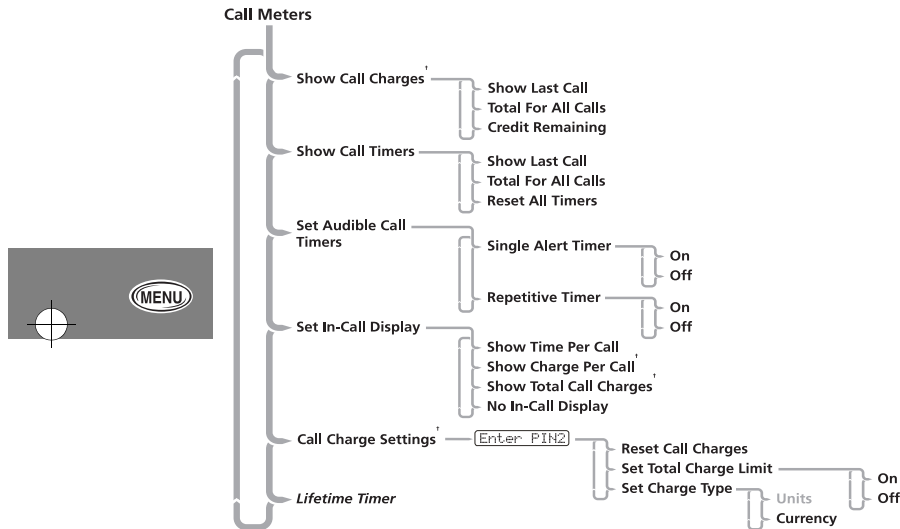 Call Meters
Show Call Charges†
Show Last Call
Total For All Calls
Credit Remaining
Show Call Timers
Show Last Call
Total For All Calls
Reset All Timers
Set Audible Call
Timers
Single Alert Timer
On
Off
Repetitive Timer
On
Off
MENU
Set In-Call Display
Show Time Per Call
Show Charge Per Call†
Show Total Call Charges†
No In-Call Display
Call Charge Settings†
Enter PIN2
Reset Call Charges
Set Total Charge Limit
On
Off
Set Charge Type
Units
Currency
Lifetime Timer